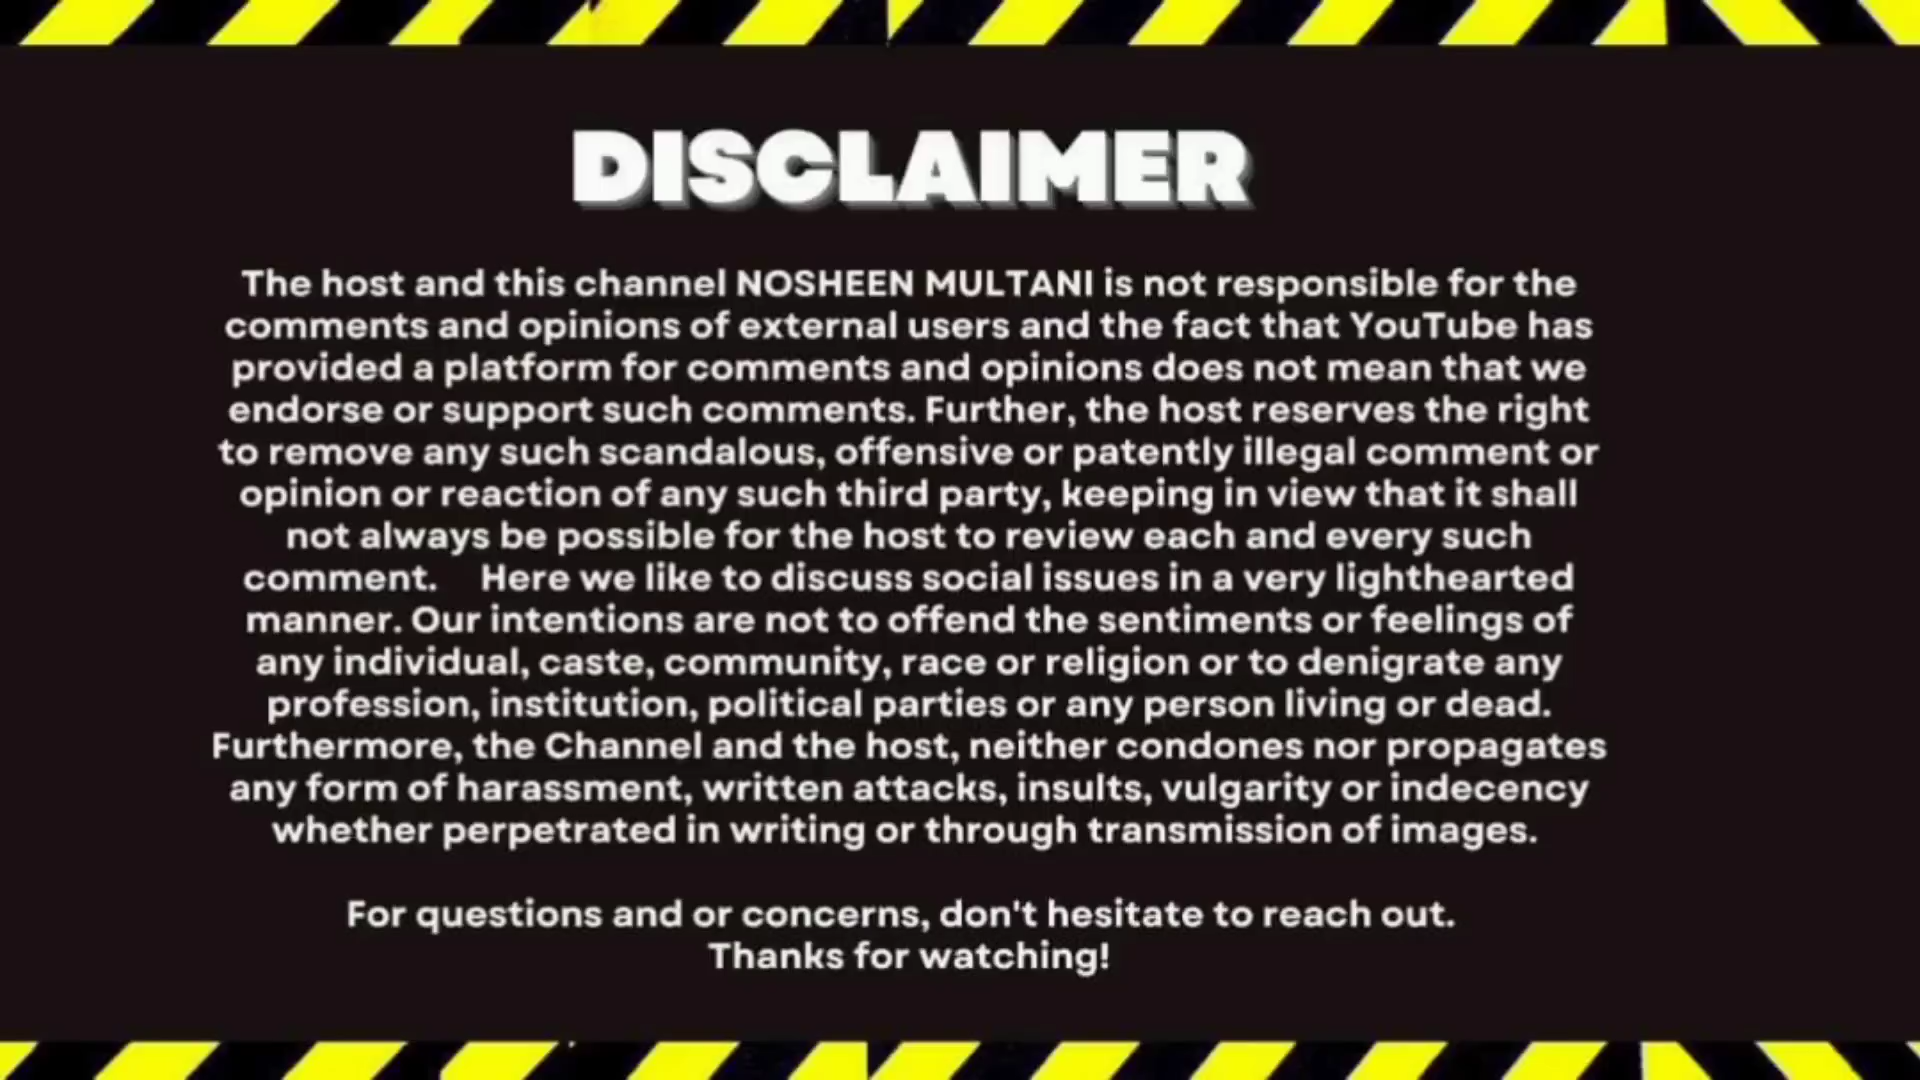 DISCLAIMER
The host and this channel NOSHEEN MULTANI is not responsible for the
comments and opinions of external users and the fact that YouTube has
provided a platform for comments and opinions does not mean that we
endorse or support such comments. Further, the host reserves the right
to remove any such scandalous, offensive or patently illegal comment or
opinion or reaction of any such third party, keeping in view that it shall
not always be possible for the host to review each and every such
comment. Here we like to discuss social issues in a very lighthearted
manner. Our intentions are not to offend the sentiments or feelings of
any individual, caste, community, race or religion or to denigrate any
profession, institution, political parties or any person living or dead.
Furthermore, the Channel and the host, neither condones nor propagates
any form of harassment, written attacks, insults, vulgarity or indecency
whether perpetrated in writing or through transmission of images.
For questions and or concerns, don't hesitate to reach out.
Thanks for watching!